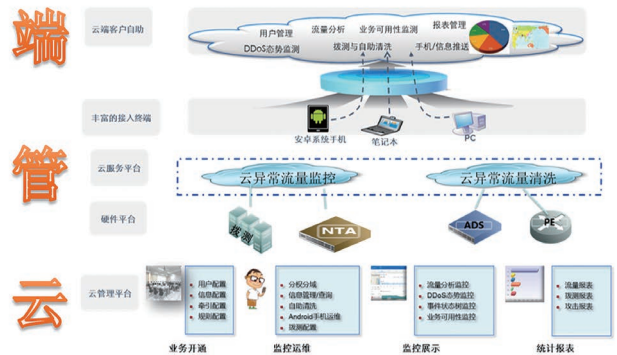 端
云端客户自助
用户管理
流量分析
业务可用性监测
报表管理
DDoS态势监测
拨测与自助清洗
手机/信息推送
丰富的接入终端
安卓系统手机
笔记本
PC
管
云服务平台
云异常流量监控
云异常流量清洗
硬件平台
拨测
NTA
ADS
PE
云
云管理平台
用户配置
信息配置
牵引配置
规则配置
分权分域
信息管理/查询
自助清洗
Android手机运维
拨测配置
流量分析监控
DDoS态势监控
事件状态树监控
业务可用性监控
流量报表
拨测报表
攻击报表
业务开通
监控运维
监控展示
统计报表